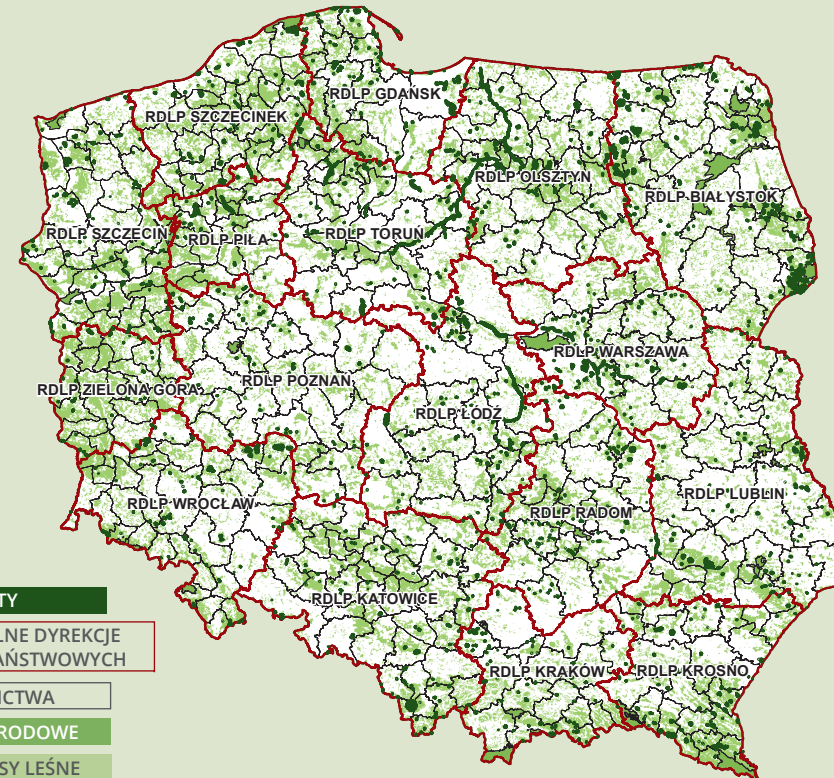 RDLP GDAŃSK
RDLP SZCZECINEK
RDLP OLSZTYN
RDLP BIAŁYSTOK
RDLP SZCZECIN
RDLP PIŁA
RDLP TORUŃ
RDLP WARSZAWA
RDLP ZIELONA GÓRA
RDLP POZNAŃ
RDLP ŁÓDŹ
RDLP WROCŁAW
RDLP LUBLIN
RDLP RADOM
RDLP KATOWICE
RDLP KRAKÓW
RDLP KROSNO
TY
LNE DYREKCJE
AŃSTWOWYCH
ICTWA
RODOWE
SY LEŚNE